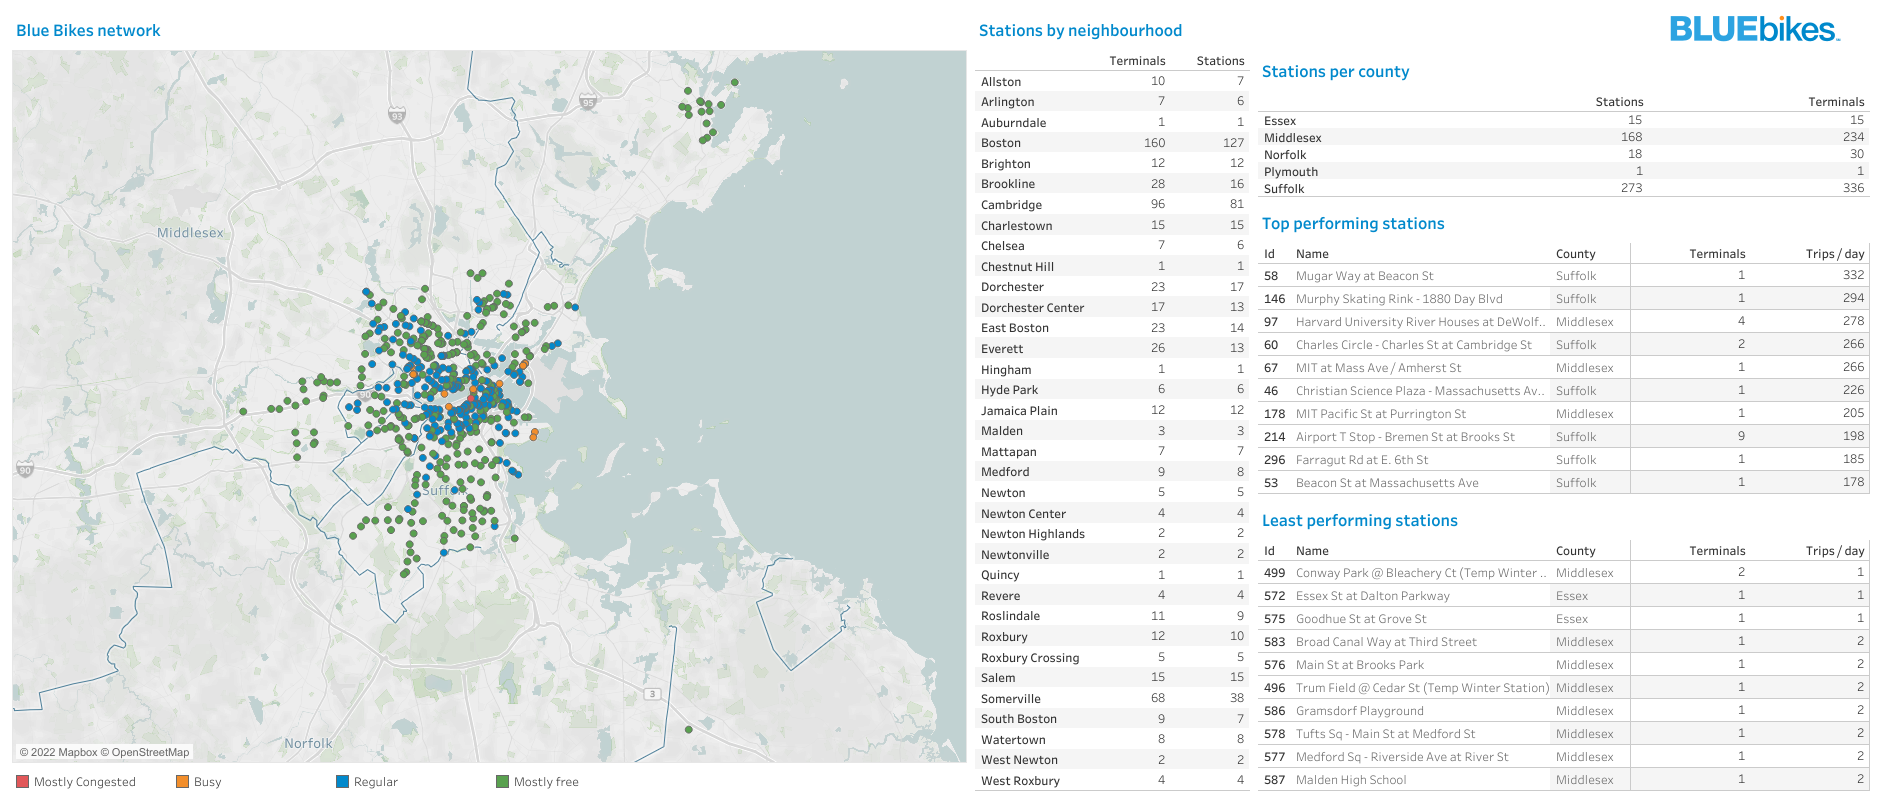 Blue Bikes network
93
95
Middlesex
90
90
Suffolk
3
Norfolk
© 2022 Mapbox © OpenStreetMap
Mostly Congested Busy Regular Mostly free
Stations by neighbourhood
Terminals Stations
Allston 10 7
Arlington 7 6
Auburndale 1 1
Boston 160 127
Brighton 12 12
Brookline 28 16
Cambridge 96 81
Charlestown 15 15
Chelsea 7 6
Chestnut Hill 1 1
Dorchester 23 17
Dorchester Center 17 13
East Boston 23 14
Everett 26 13
Hingham 1 1
Hyde Park 6 6
Jamaica Plain 12 12
Malden 3 3
Mattapan 7 7
Medford 9 8
Newton 5 5
Newton Center 4 4
Newton Highlands 2 2
Newtonville 2 2
Quincy 1 1
Revere 4 4
Roslindale 11 9
Roxbury 12 10
Roxbury Crossing 5 5
Salem 15 15
Somerville 68 38
South Boston 9 7
Watertown 8 8
West Newton 2 2
West Roxbury 4 4
BLUEbikes
Stations per county
Stations Terminals
Essex 15 15
Middlesex 168 234
Norfolk 18 30
Plymouth 1 1
Suffolk 273 336
Top performing stations
Id Name County Terminals Trips / day
58 Mugar Way at Beacon St Suffolk 1 332
146 Murphy Skating Rink - 1880 Day Blvd Suffolk 1 294
97 Harvard University River Houses at DeWolf.. Middlesex 4 278
60 Charles Circle - Charles St at Cambridge St Suffolk 2 266
67 MIT at Mass Ave / Amherst St Middlesex 1 266
46 Christian Science Plaza - Massachusetts Av.. Suffolk 1 226
178 MIT Pacific St at Purrington St Middlesex 1 205
214 Airport T Stop - Bremen St at Brooks St Suffolk 9 198
296 Farragut Rd at E. 6th St Suffolk 1 185
53 Beacon St at Massachusetts Ave Suffolk 1 178
Least performing stations
Id Name County Terminals Trips / day
499 Conway Park @ Bleachery Ct (Temp Winter .. Middlesex 2 1
572 Essex St at Dalton Parkway Essex 1 1
575 Goodhue St at Grove St Essex 1 1
583 Broad Canal Way at Third Street Middlesex 1 2
576 Main St at Brooks Park Middlesex 1 2
496 Trum Field @ Cedar St (Temp Winter Station) Middlesex 1 2
586 Gramsdorf Playground Middlesex 1 2
578 Tufts Sq - Main St at Medford St Middlesex 1 2
577 Medford Sq - Riverside Ave at River St Middlesex 1 2
587 Malden High School Middlesex 1 2